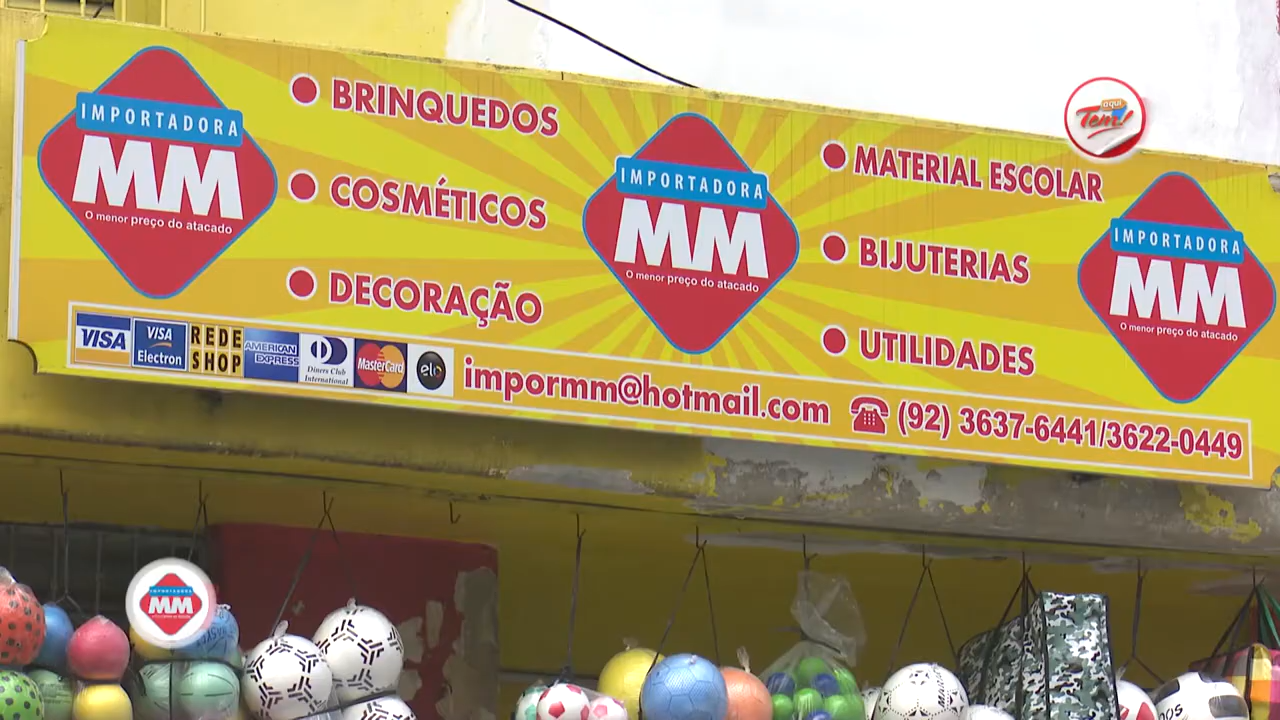 IMPORTADORA
MM
O menor preço do atacado
BRINQUEDOS
COSMÉTICOS
DECORAÇÃO
IMPORTADORA
MM
O menor preço do atacado
MATERIAL ESCOLAR
BIJUTERIAS
UTILIDADES
IMPORTADORA
MM
O menor preço do atacado
VISA
VISA
Electron
REDE
SHOP
AMERICAN
EXPRESS
Diners Club
International
MasterCard
elo
impormm@hotmail.com
(92) 3637-6441/3622-0449
aqui
Tem!
IMPORTADORA
MM